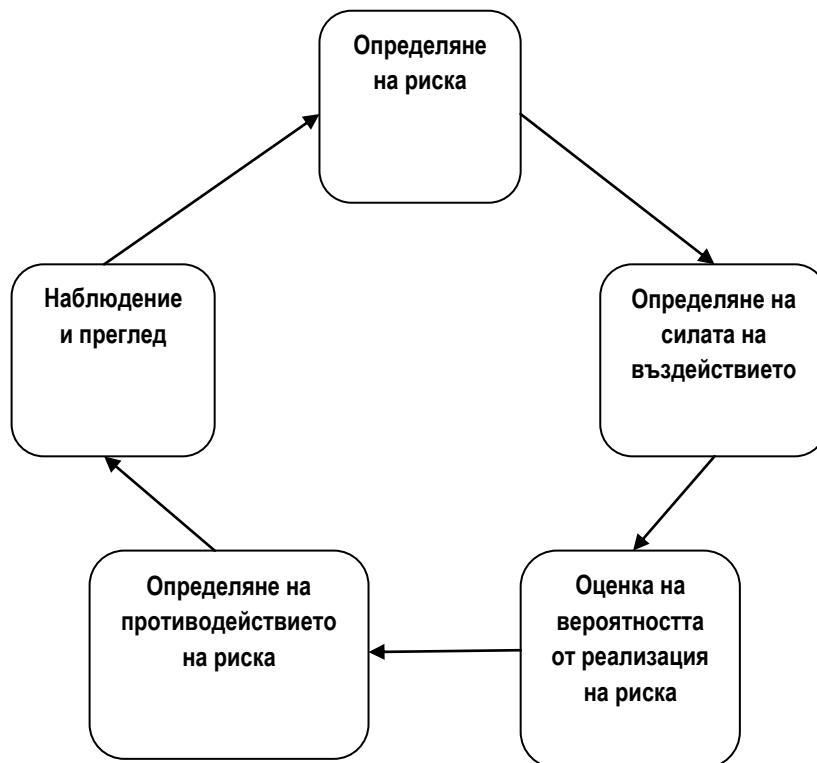 Определяне
на риска
Определяне на
силата на
въздействието
Оценка на
вероятността
от реализация
на риска
Определяне на
противодействието
на риска
Наблюдение
и преглед